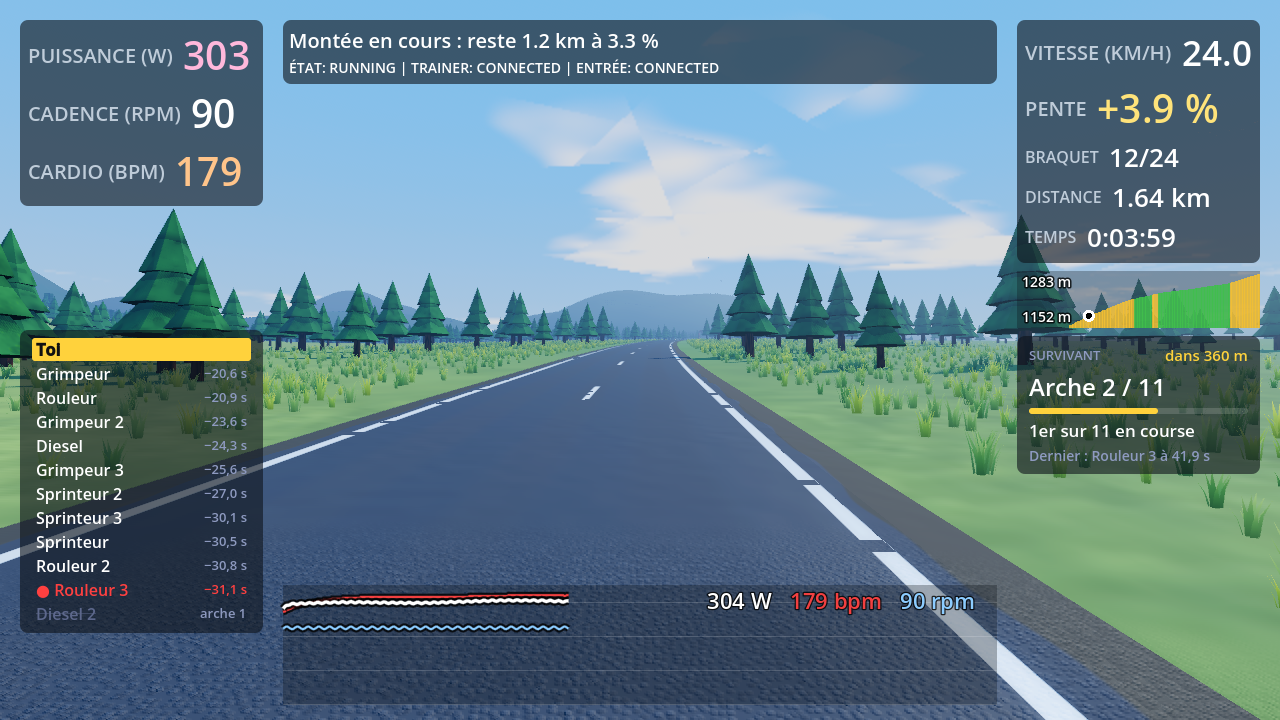 PUISSANCE (W) 303
CADENCE (RPM) 90
CARDIO (BPM) 179
Montée en cours : reste 1.2 km à 3.3 %
ÉTAT: RUNNING | TRAINER: CONNECTED | ENTRÉE: CONNECTED
VITESSE (KM/H) 24.0
PENTE +3.9 %
BRAQUET 12/24
DISTANCE 1.64 km
TEMPS 0:03:59
1283 m
1152 m
SURVIVANT dans 360 m
Arche 2 / 11
1er sur 11 en course
Dernier : Rouleur 3 à 41,9 s
Toi
Grimpeur −20,6 s
Rouleur −20,9 s
Grimpeur 2 −23,6 s
Diesel −24,3 s
Grimpeur 3 −25,6 s
Sprinteur 2 −27,0 s
Sprinteur 3 −30,1 s
Sprinteur −30,5 s
Rouleur 2 −30,8 s
Rouleur 3 −31,1 s
Diesel 2 arche 1
304 W 179 bpm 90 rpm